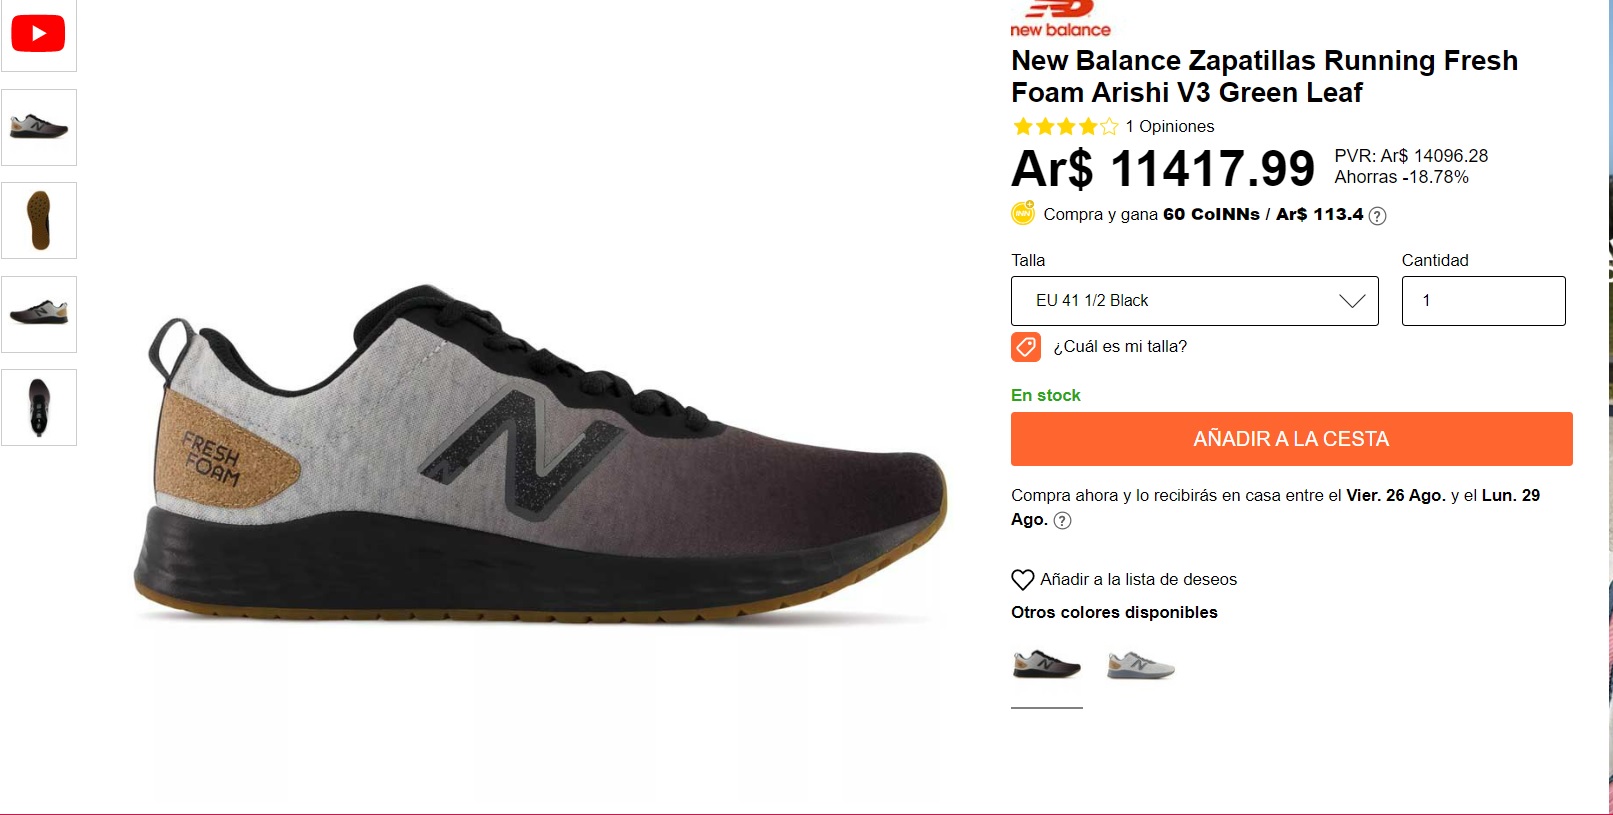 new balance
New Balance Zapatillas Running Fresh
Foam Arishi V3 Green Leaf
1 Opiniones
Ar$ 11417.99
PVR: Ar$ 14096.28
Ahorras -18.78%
INN
Compra y gana 60 CoINNs / Ar$ 113.4 ?
Talla
Cantidad
EU 41 1/2 Black
1
¿Cuál es mi talla?
En stock
AÑADIR A LA CESTA
Compra ahora y lo recibirás en casa entre el Vier. 26 Ago. y el Lun. 29
Ago. ?
Añadir a la lista de deseos
Otros colores disponibles
FRESH
FOAM
N